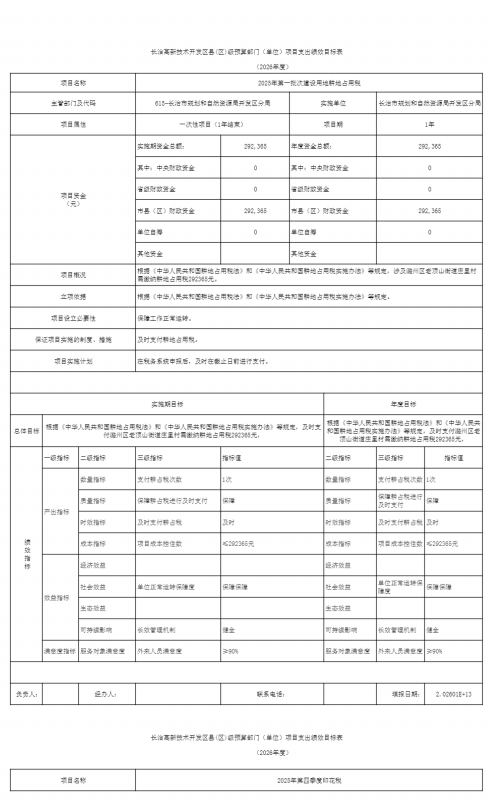 长治高新技术开发区县(区)级预算部门（单位）项目支出绩效目标表
（2026年度）
项目名称 2025年第一批次建设用地耕地占用税
主管部门及代码 615-长治市规划和自然资源局开发区分局 实施单位 长治市规划和自然资源局开发区分局
项目属性 一次性项目（1年结束） 项目期 1年
项目资金（元） 实施期资金总额： 292,365 年度资金总额： 292,365
其中：中央财政资金 0 其中：中央财政资金 0
省级财政资金 0 省级财政资金 0
市县（区）财政资金 292,365 市县（区）财政资金 292,365
单位自筹 0 单位自筹 0
其他资金 其他资金
项目概况 根据《中华人民共和国耕地占用税法》和《中华人民共和国耕地占用税实施办法》等规定，涉及潞州区老顶山街道庄里村需缴纳耕地占用税292365元。
立项依据 根据《中华人民共和国耕地占用税法》和《中华人民共和国耕地占用税实施办法》等规定。
项目设立必要性 保障工作正常运转。
保证项目实施的制度、措施 及时支付耕地占用税。
项目实施计划 在税务系统申报后，及时在截止日前进行支付。
实施期目标 年度目标
总体目标 根据《中华人民共和国耕地占用税法》和《中华人民共和国耕地占用税实施办法》等规定，及时支付潞州区老顶山街道庄里村需缴纳耕地占用税292365元。 根据《中华人民共和国耕地占用税法》和《中华人民共和国耕地占用税实施办法》等规定，及时支付潞州区老顶山街道庄里村需缴纳耕地占用税292365元。
绩效指标 一级指标 二级指标 三级指标 指标值 二级指标 三级指标 指标值
产出指标 数量指标 支付耕占税次数 1次 数量指标 支付耕占税次数 1次
质量指标 保障耕占税进行及时支付 保障 质量指标 保障耕占税进行及时支付 保障
时效指标 及时支付耕占税 及时 时效指标 及时支付耕占税 及时
成本指标 项目成本控住数 ≤292365元 成本指标 项目成本控住数 ≤292365元
效益指标 经济效益 经济效益
社会效益 单位正常运转保障度 保障保障 社会效益 单位正常运转保障度 保障保障
生态效益 生态效益
可持续影响 长效管理机制 健全 可持续影响 长效管理机制 健全
满意度指标 服务对象满意度 外来人员满意度 ≥90% 服务对象满意度 外来人员满意度 ≥90%
负责人： 经办人： 联系电话： 填报日期： 2.02601E+13
长治高新技术开发区县(区)级预算部门（单位）项目支出绩效目标表
（2026年度）
项目名称 2025年第四季度印花税